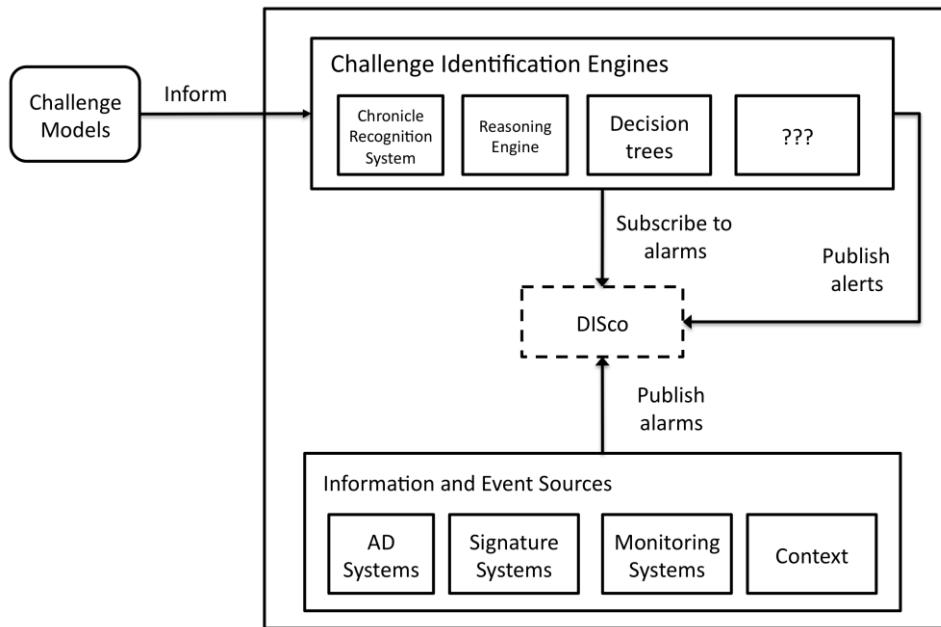 Challenge Identification Engines
Challenge
Models
Inform
Chronicle
Recognition
System
Reasoning
Engine
Decision
trees
???
Subscribe to
alarms
Publish
alerts
DISco
Publish
alarms
Information and Event Sources
AD
Systems
Signature
Systems
Monitoring
Systems
Context